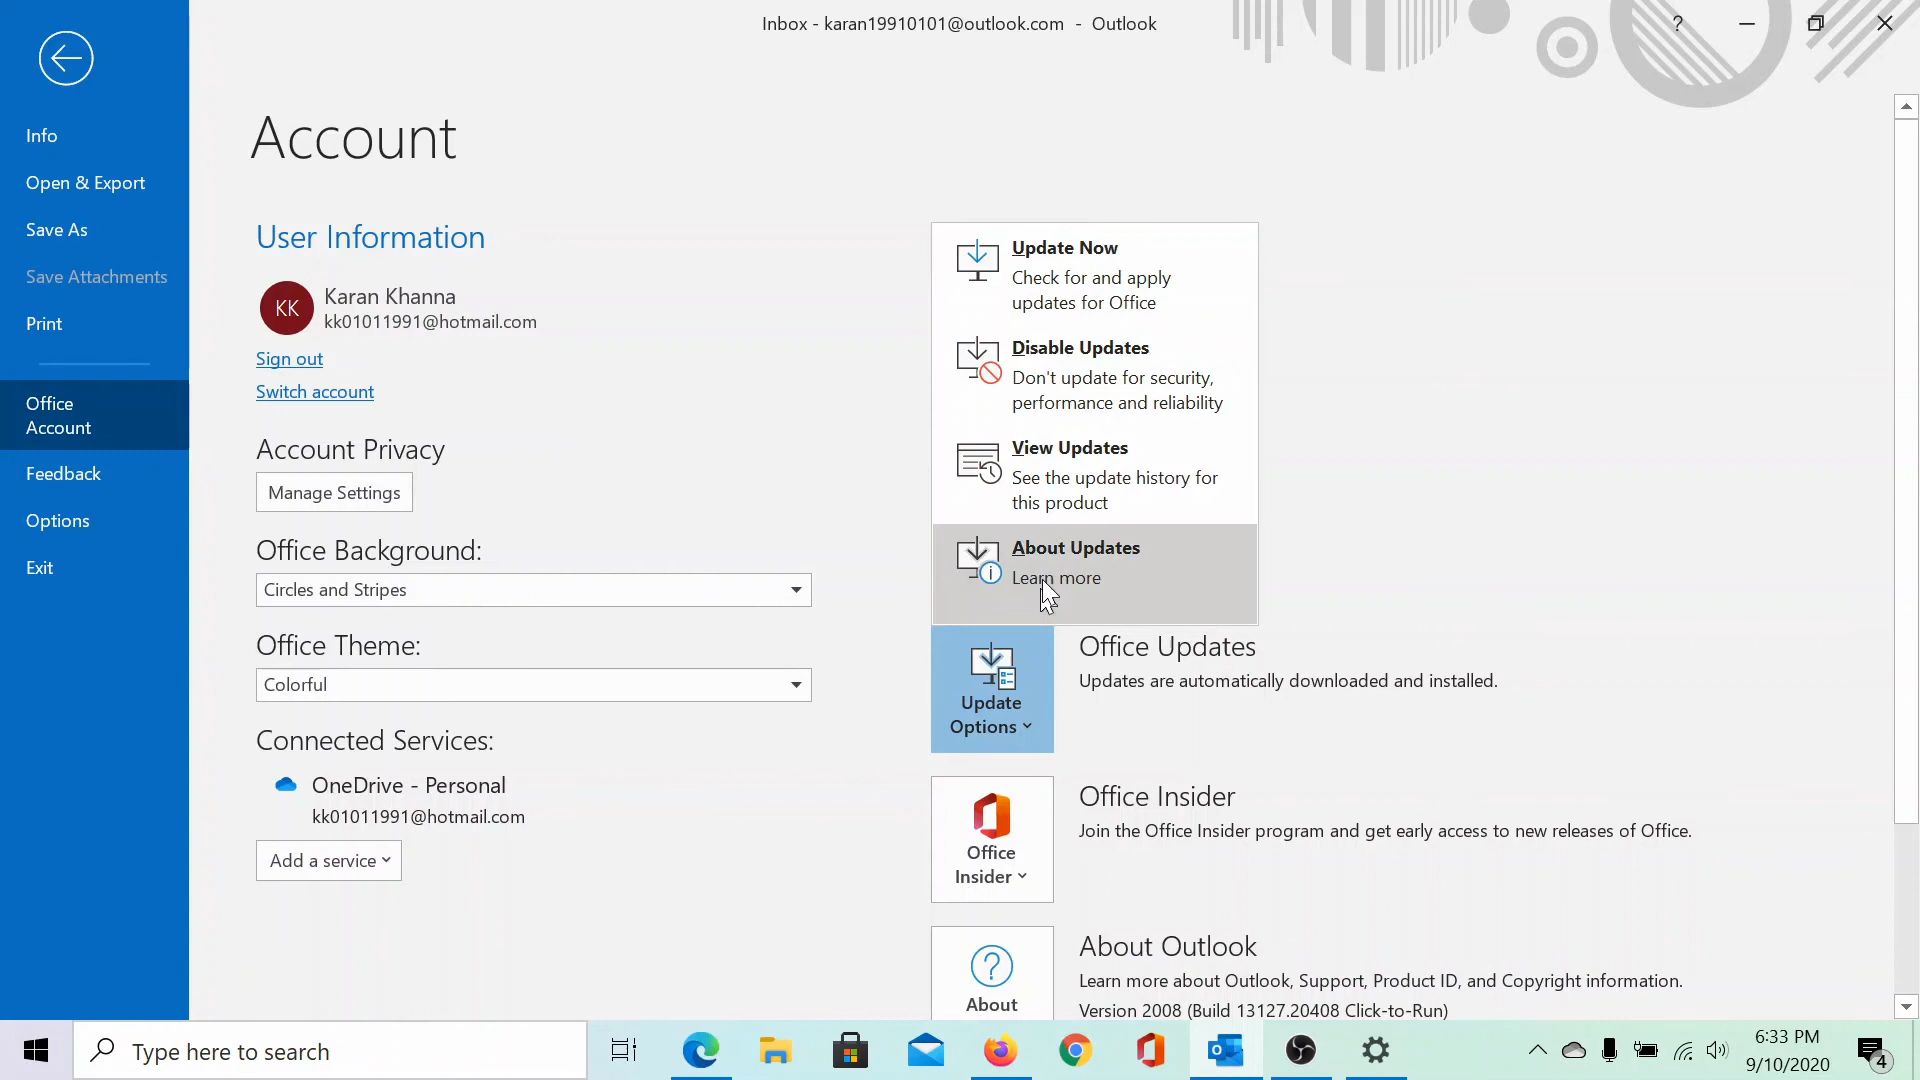 Inbox - karan19910101@outlook.com - Outlook
?
Info
Open & Export
Save As
Save Attachments
Print
Office
Account
Feedback
Options
Exit
Account
User Information
KK
Karan Khanna
kk01011991@hotmail.com
Sign out
Switch account
Account Privacy
Manage Settings
Office Background:
Circles and Stripes
Office Theme:
Colorful
Connected Services:
OneDrive - Personal
kk01011991@hotmail.com
Add a service
Update Now
Check for and apply
updates for Office
Disable Updates
Don't update for security,
performance and reliability
View Updates
See the update history for
this product
About Updates
Learn more
Update
Options
Office Updates
Updates are automatically downloaded and installed.
Office
Insider
Office Insider
Join the Office Insider program and get early access to new releases of Office.
?
About
About Outlook
Learn more about Outlook, Support, Product ID, and Copyright information.
Version 2008 (Build 13127.20408 Click-to-Run)
Type here to search
6:33 PM
9/10/2020
4